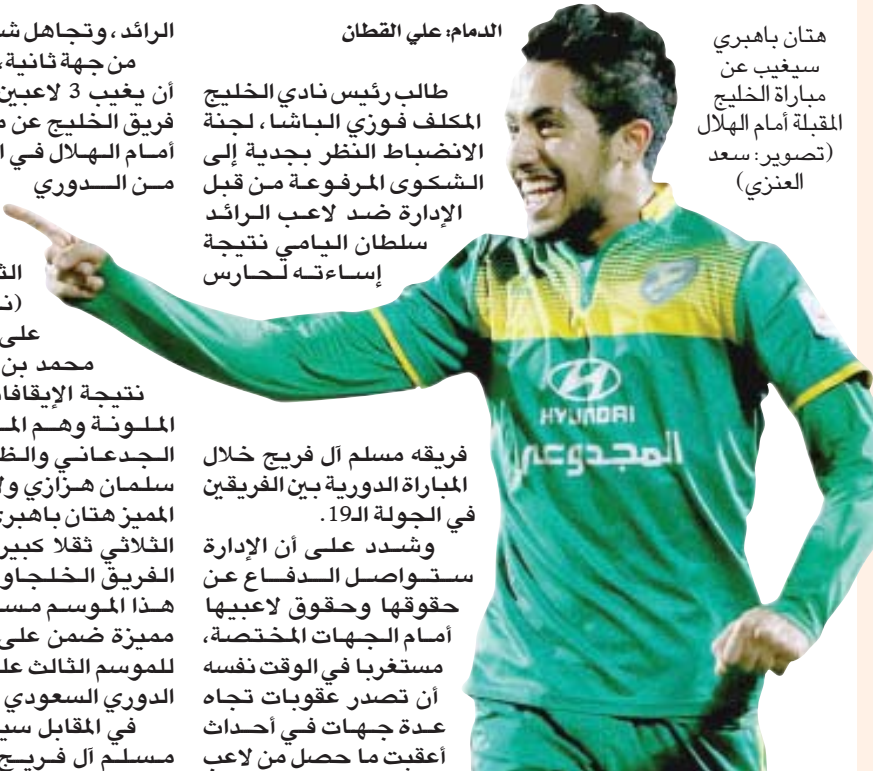 هتان باهبري
سيغيب عن
مباراة الخليج
المقبلة أمام الهلال
(تصوير: سعد
العنزي)
الدمام: علي القطان
طالب رئيس نادي الخليج
المكلف فوزي الباشا، لجنة
الانضباط النظر بجدية إلى
الشكوى المرفوعة من قبل
الإدارة ضد لاعب الرائد
سلطان اليامي نتيجة
إساءته لحارس
فريقه مسلم آل فريج خلال
المباراة الدورية بين الفريقين
في الجولة الـ19.
وشدد على أن الإدارة
ستواصل الدفاع عن
حقوقها وحقوق لاعبيها
أمام الجهات المختصة،
مستغربا في الوقت نفسه
أن تصدر عقوبات تجاه
عدة جهات في أحداث
أعقبت ما حصل من لاعب
الرائد، وتجاهل
من جهة ثانية،
أن يغيب 3 لاعبين
فريق الخليج عن
أمام الهلال في
من الدوري
على
محمد بن
نتيجة
الملونة وهم
الجدعاني
سلمان هزازي
المميز هتان باهبري
الثلاثي ثقلا
الفريق
هذا الموسم
مميزة ضمن على
للموسم الثالث
الدوري السعودي
في المقابل
مسلم آل فريج
HYUNDAI
المجدوعي